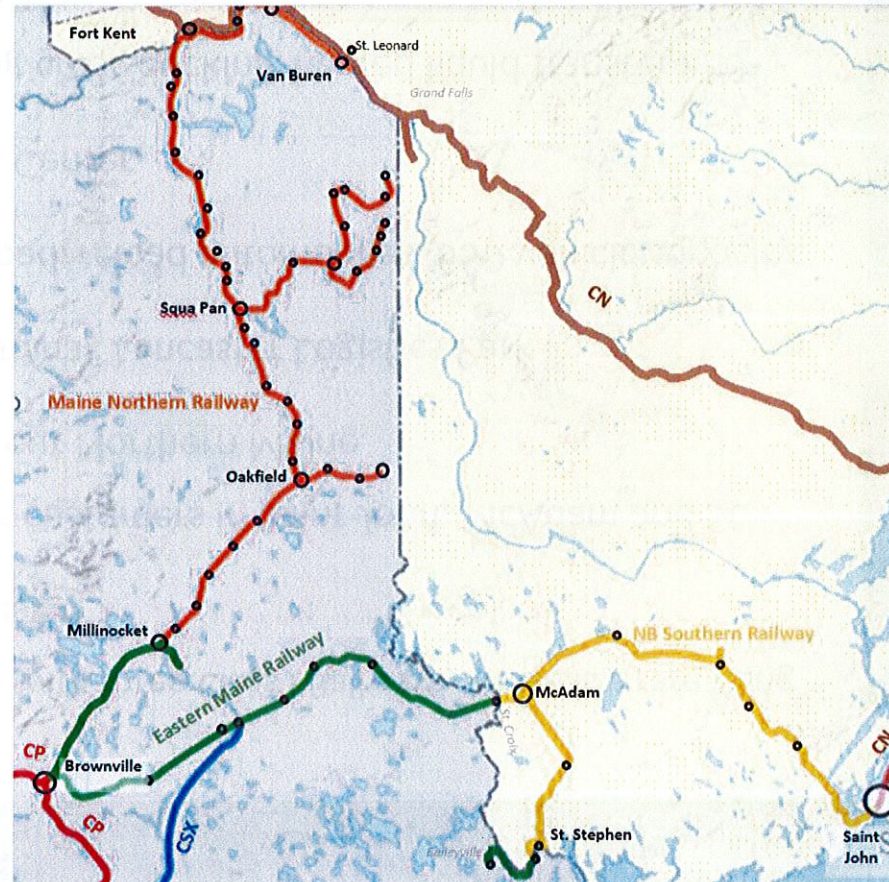 Fort Kent
St. Leonard
Van Buren
Grand Falls
CN
Squa Pan
Maine Northern Railway
Oakfield
Millinocket
NB Southern Railway
Eastern Maine Railway
McAdam
St. Croix
CP
Brownville
CN
CP
CSX
St. Stephen
Baileyville
Saint
John